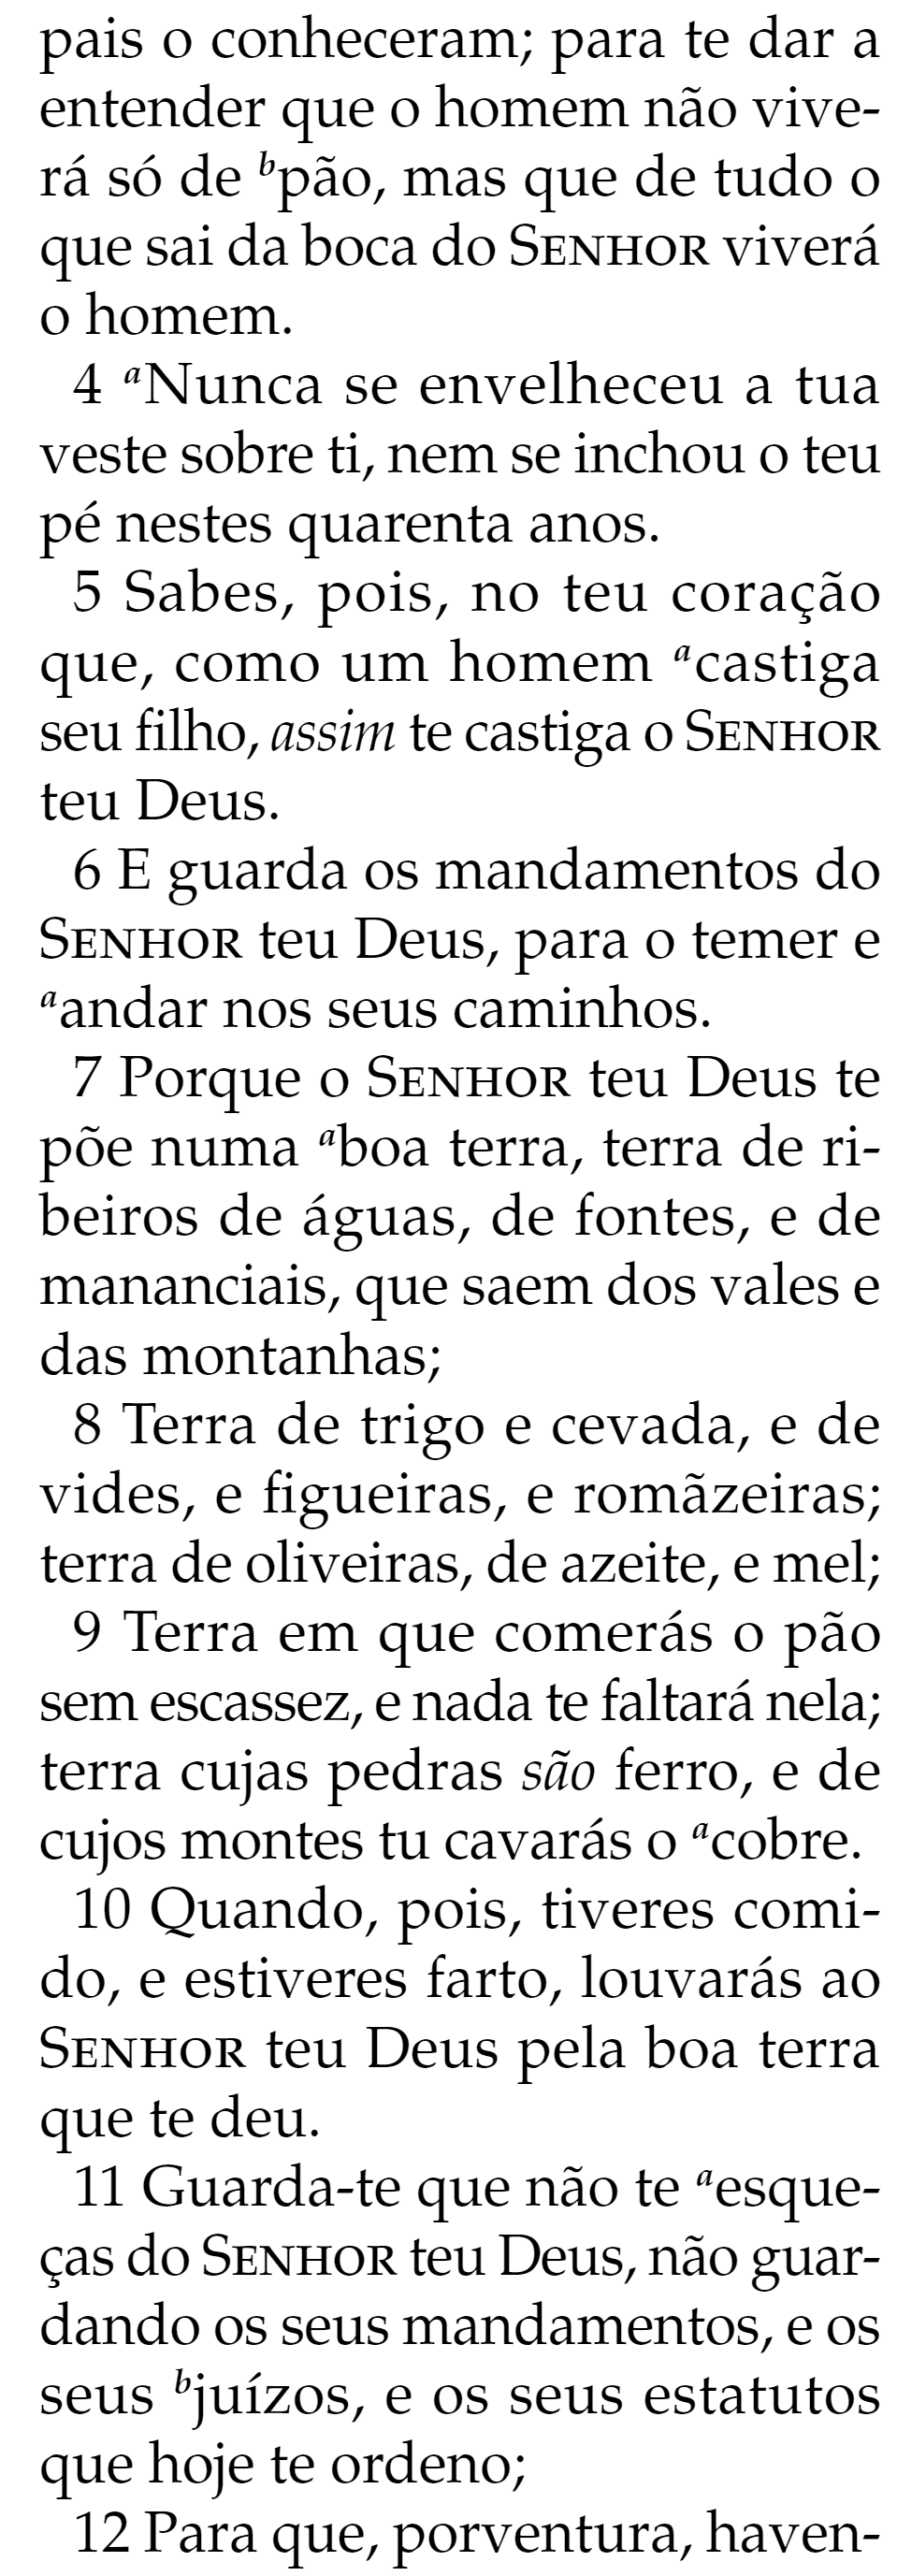 pais o conheceram; para te dar a
entender que o homem não vive-
rá só de bpão, mas que de tudo o
que sai da boca do SENHOR viverá
o homem.
4 aNunca se envelheceu a tua
veste sobre ti, nem se inchou o teu
pé nestes quarenta anos.
5 Sabes, pois, no teu coração
que, como um homem acastiga
seu filho, assim te castiga o SENHOR
teu Deus.
6 E guarda os mandamentos do
SENHOR teu Deus, para o temer e
aandar nos seus caminhos.
7 Porque o SENHOR teu Deus te
põe numa aboa terra, terra de ri-
beiros de águas, de fontes, e de
mananciais, que saem dos vales e
das montanhas;
8 Terra de trigo e cevada, e de
vides, e figueiras, e romãzeiras;
terra de oliveiras, de azeite, e mel;
9 Terra em que comerás o pão
sem escassez, e nada te faltará nela;
terra cujas pedras são ferro, e de
cujos montes tu cavarás o acobre.
10 Quando, pois, tiveres comi-
do, e estiveres farto, louvarás ao
SENHOR teu Deus pela boa terra
que te deu.
11 Guarda-te que não te aesque-
ças do SENHOR teu Deus, não guar-
dando os seus mandamentos, e os
seus bjuízos, e os seus estatutos
que hoje te ordeno;
12 Para que, porventura, haven-